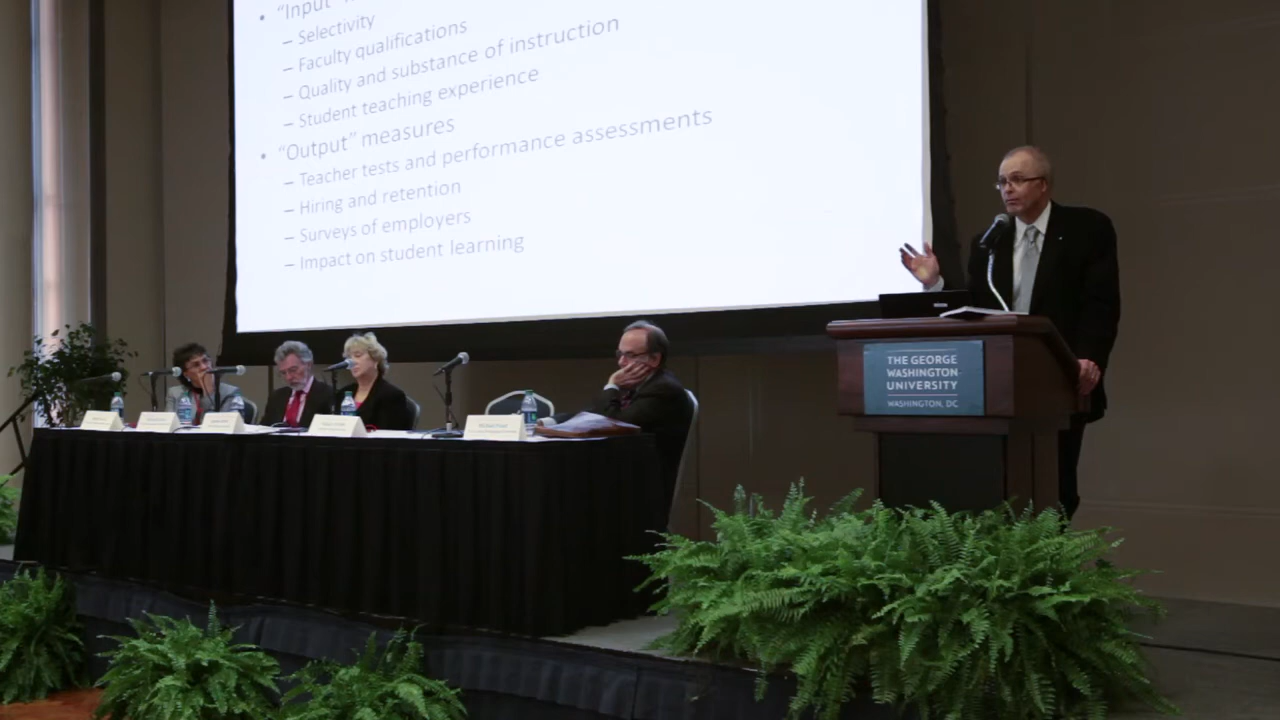 • “Input”
– Selectivity
– Faculty qualifications
– Quality and substance of instruction
– Student teaching experience
• “Output” measures
– Teacher tests and performance assessments
– Hiring and retention
– Surveys of employers
– Impact on student learning
THE GEORGE
WASHINGTON
UNIVERSITY
WASHINGTON, DC